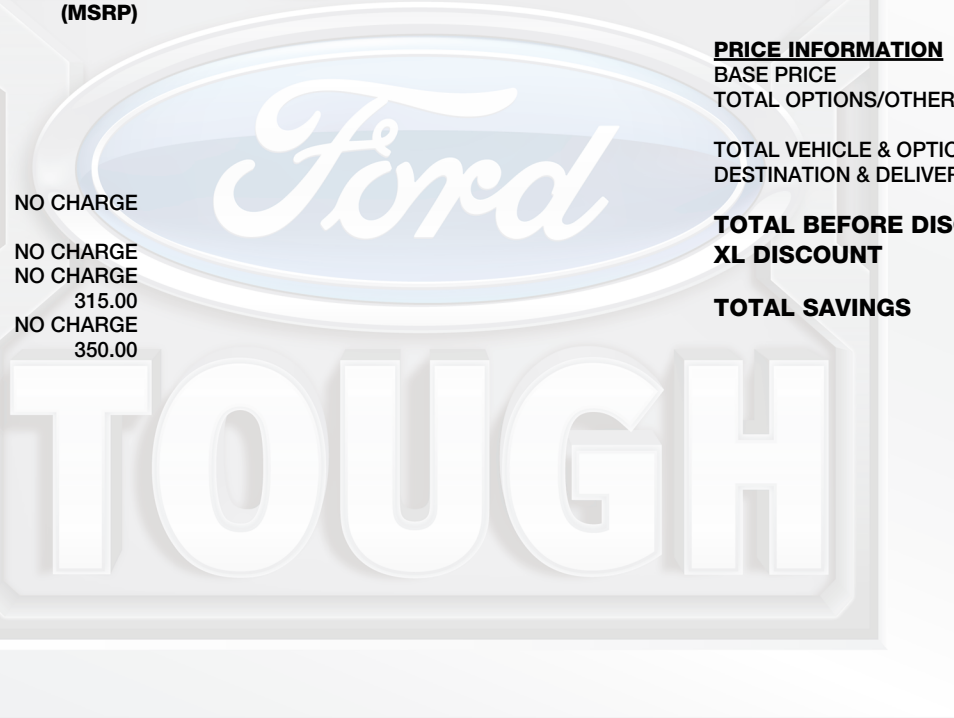 (MSRP)
NO CHARGE
NO CHARGE
NO CHARGE
315.00
NO CHARGE
350.00
PRICE INFORMATION
BASE PRICE
TOTAL OPTIONS/OTHER
TOTAL VEHICLE & OPTIO
DESTINATION & DELIVER
TOTAL BEFORE DISC
XL DISCOUNT
TOTAL SAVINGS
Ford
TOUGH